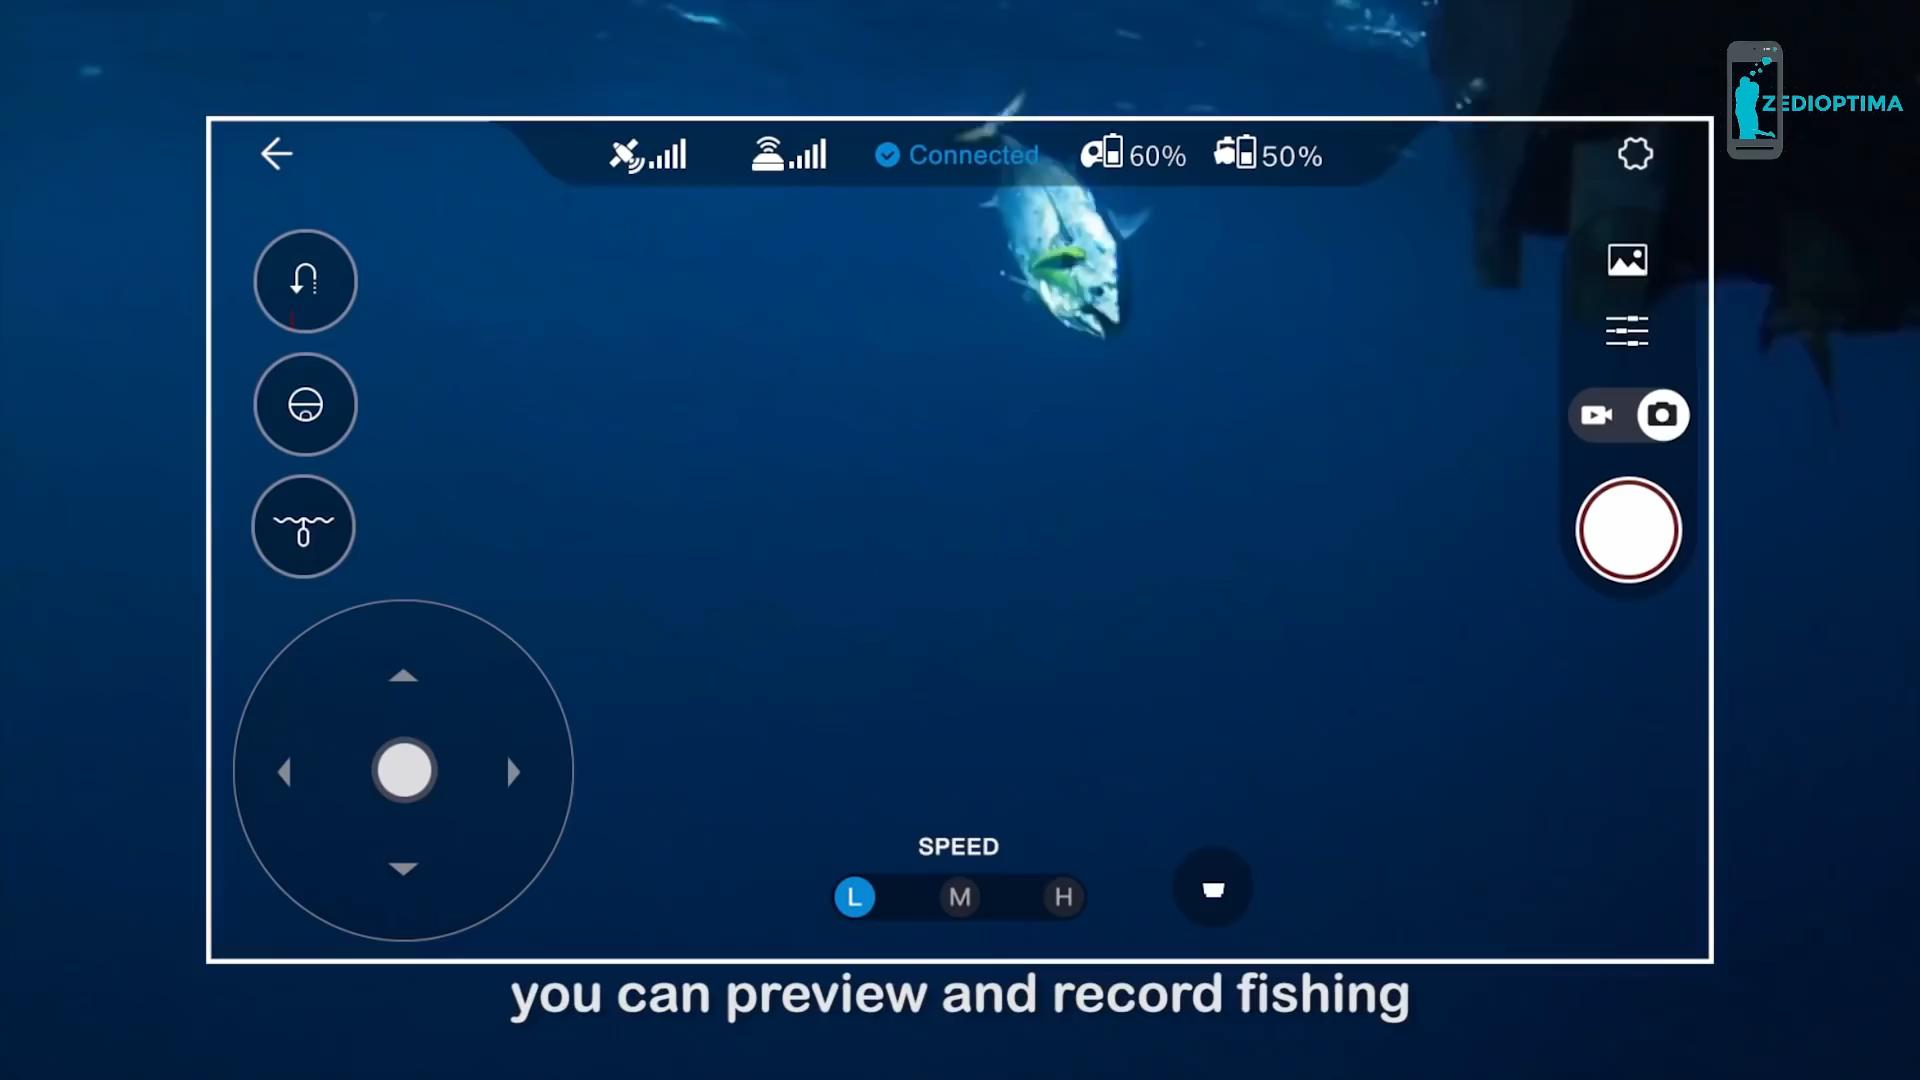 ZEDIOPTIMA
Connected 60% 50%
SPEED
L M H
you can preview and record fishing